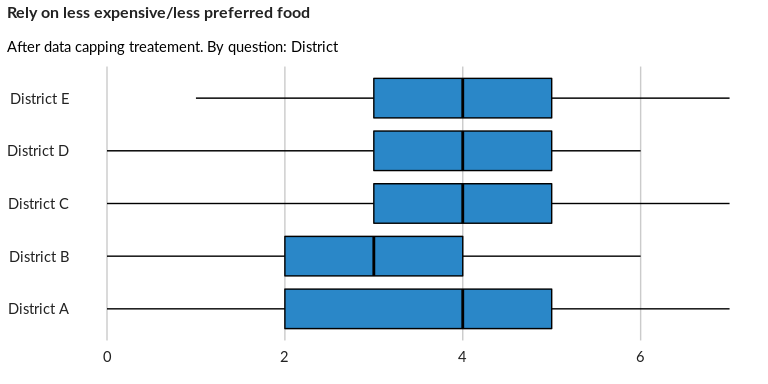 Rely on less expensive/less preferred food
After data capping treatement. By question: District
District E
District D
District C
District B
District A
0 2 4 6